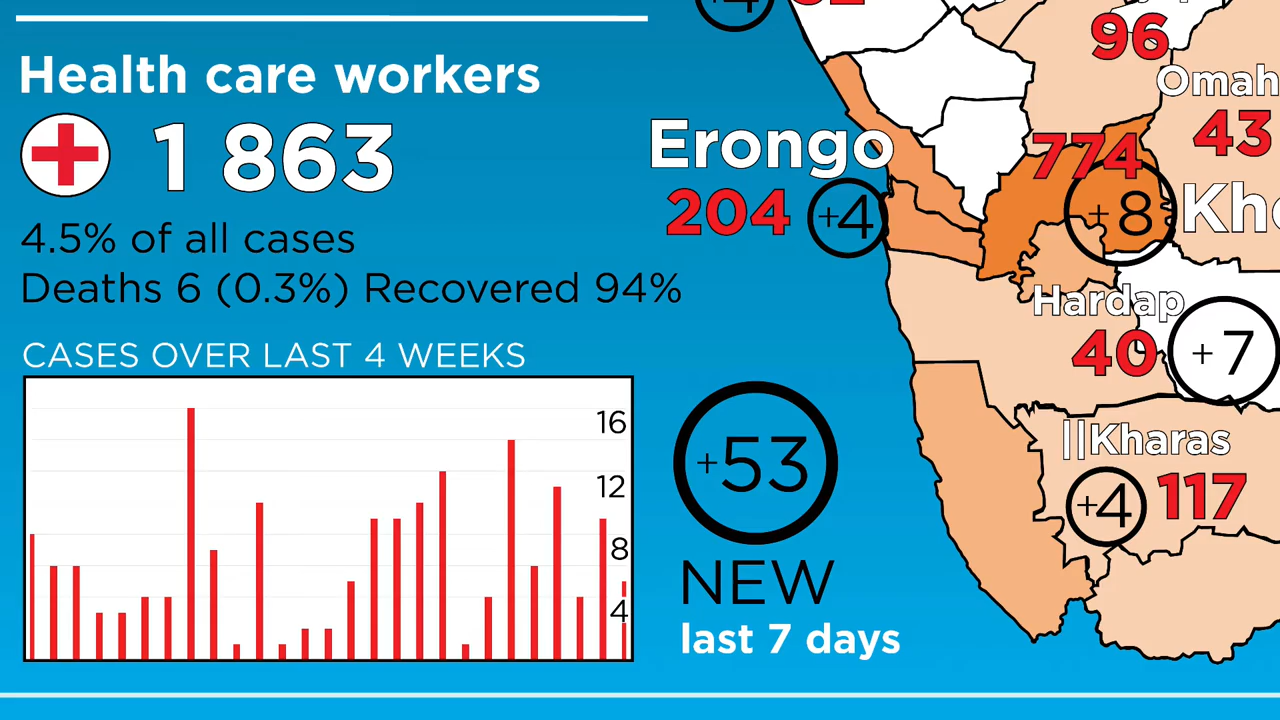 Health care workers
1 863
4.5% of all cases
Deaths 6 (0.3%) Recovered 94%
CASES OVER LAST 4 WEEKS
16
12
8
4
+53
NEW
last 7 days
96
Erongo
204
+4
774
+8
43
Hardap
40
+7
||Kharas
+4
117